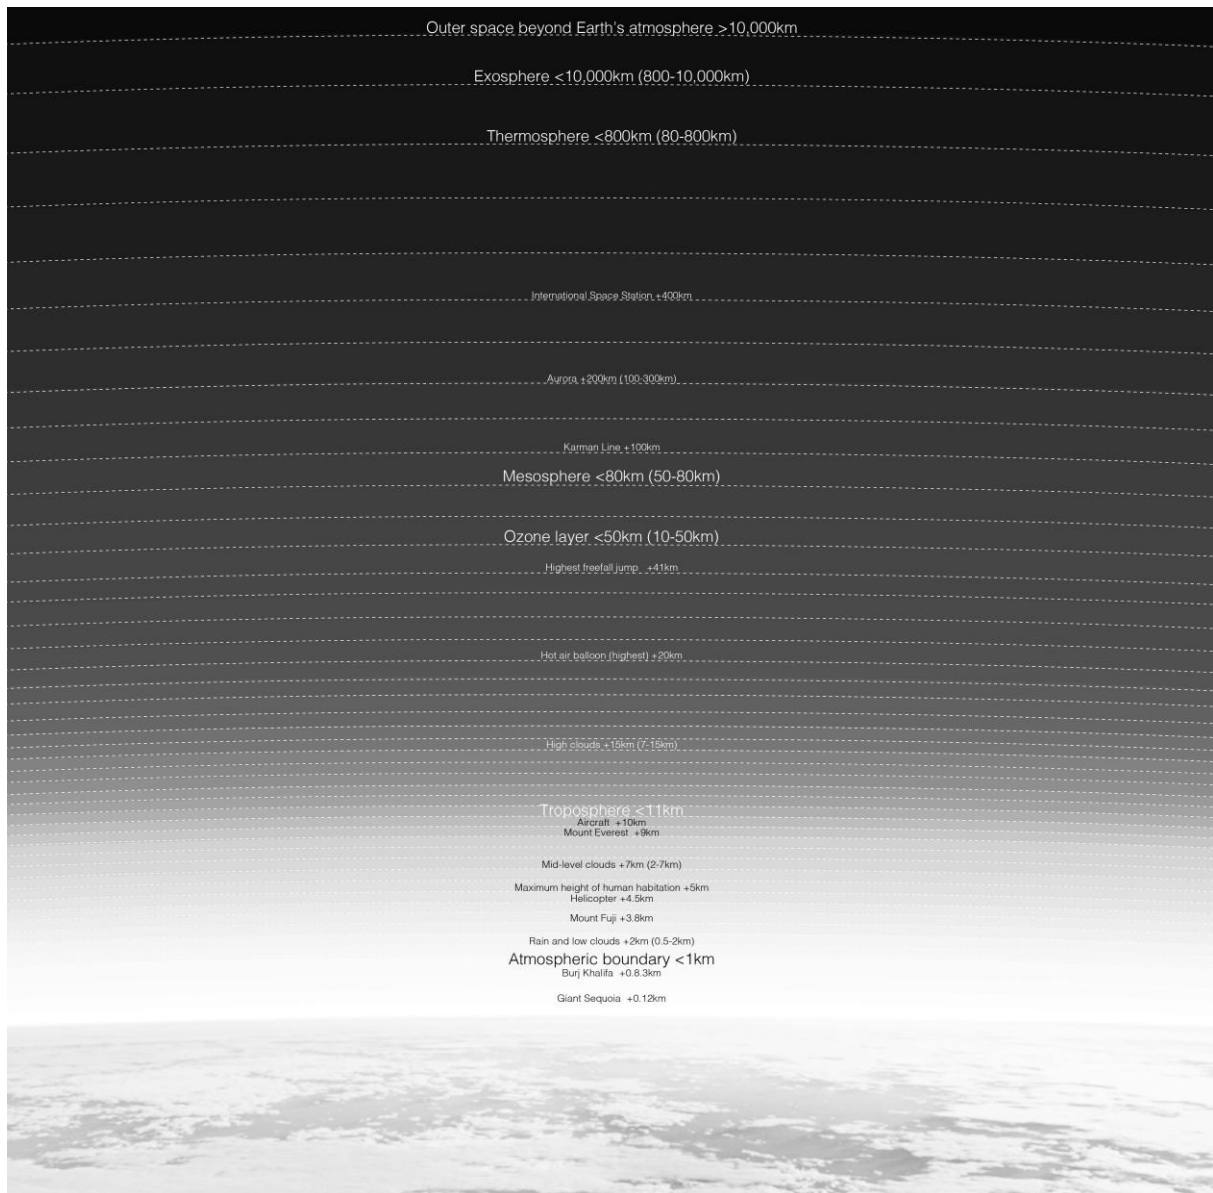 Outer space beyond Earth's atmosphere >10,000km
Exosphere <10,000km (800-10,000km)
Thermosphere <800km (80-800km)
International Space Station +400km
Aurora +200km (100-300km)
Karman Line +100km
Mesosphere <80km (50-80km)
Ozone layer <50km (10-50km)
Highest freefall jump +41km
Hot air balloon (highest) +20km
High clouds +15km (7-15km)
Troposphere <11km
Aircraft +10km
Mount Everest +9km
Mid-level clouds +7km (2-7km)
Maximum height of human habitation +5km
Helicopter +4.5km
Mount Fuji +3.8km
Rain and low clouds +2km (0.5-2km)
Atmospheric boundary <1km
Burj Khalifa +0.8.3km
Giant Sequoia +0.12km